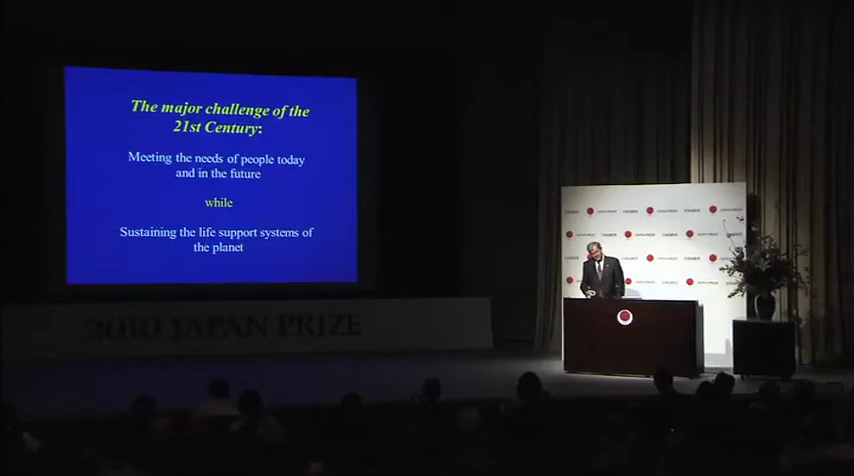 The major challenge of the
21st Century:
Meeting the needs of people today
and in the future
while
Sustaining the life support systems of
the planet
2010 JAPAN PRIZE